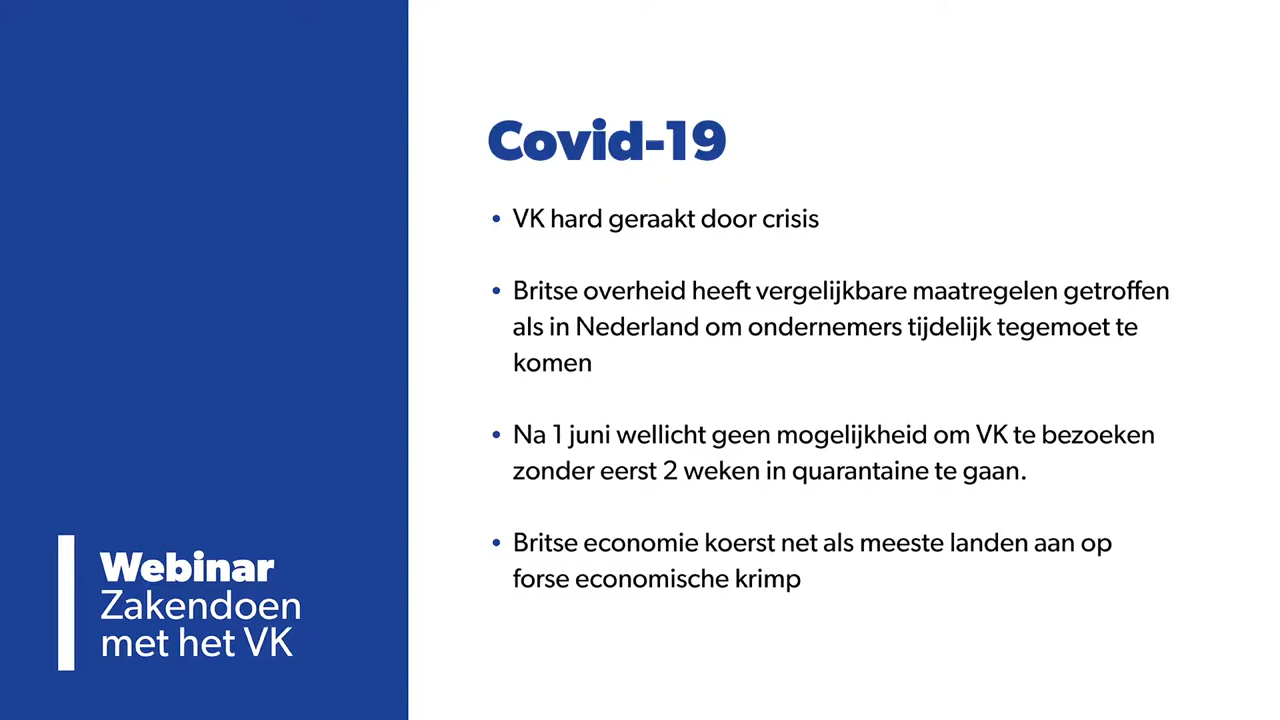 Covid-19
• VK hard geraakt door crisis
• Britse overheid heeft vergelijkbare maatregelen getroffen
als in Nederland om ondernemers tijdelijk tegemoet te
komen
• Na 1 juni wellicht geen mogelijkheid om VK te bezoeken
zonder eerst 2 weken in quarantaine te gaan.
• Britse economie koerst net als meeste landen aan op
forse economische krimp
Webinar
Zakendoen
met het VK